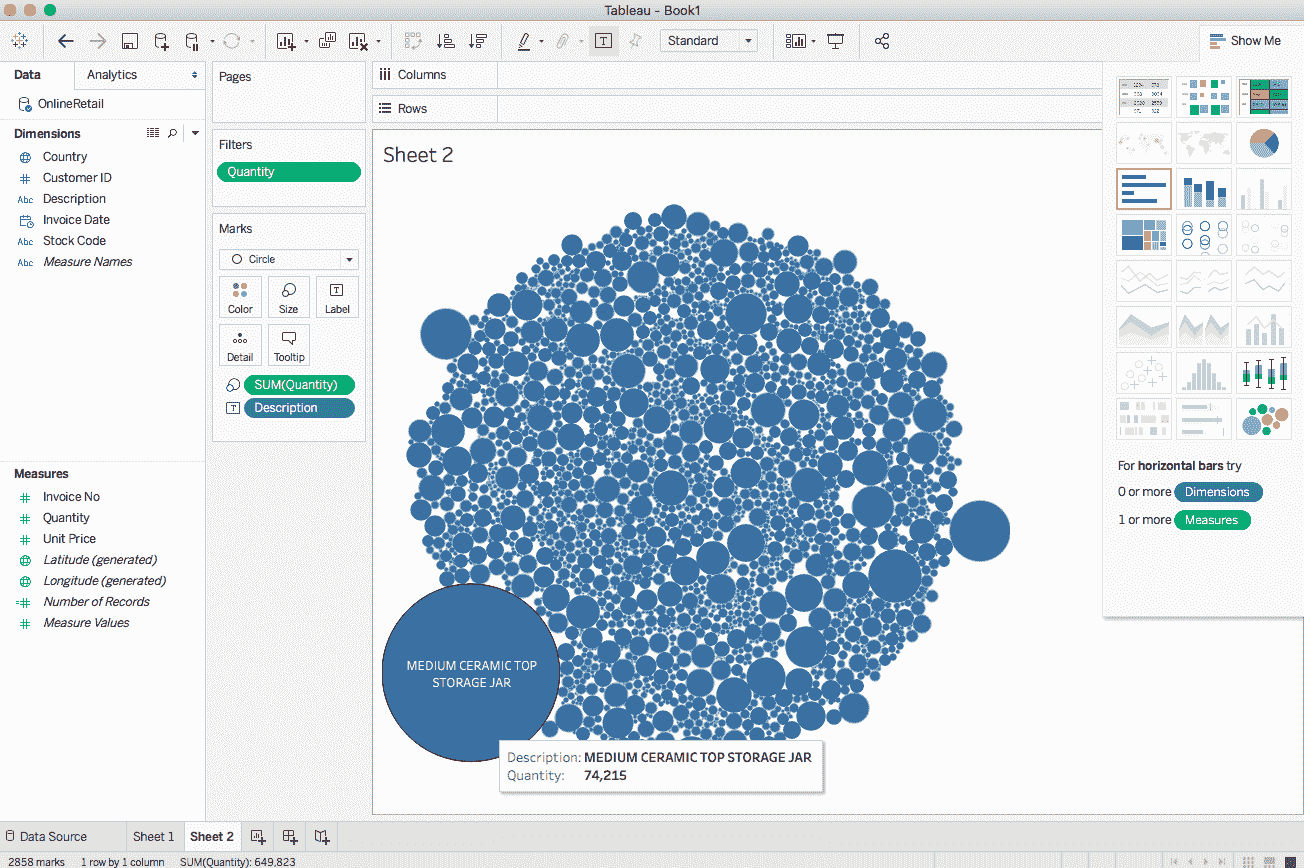 Tableau - Book1
Standard
Show Me
Data
Analytics
Pages
Columns
OnlineRetail
Rows
Dimensions
Filters
Country
Quantity
Sheet 2
Customer ID
Description
Invoice Date
Marks
Abc Stock Code
Abc Measure Names
Circle
Color
Size
Label
Detail
Tooltip
SUM(Quantity)
Description
Measures
For horizontal bars try
Invoice No
0 or more Dimensions
Quantity
1 or more Measures
Unit Price
Latitude (generated)
Longitude (generated)
Number of Records
Measure Values
MEDIUM CERAMIC TOP
STORAGE JAR
Description: MEDIUM CERAMIC TOP STORAGE JAR
Quantity: 74,215
Data Source
Sheet 1
Sheet 2
2858 marks
1 row by 1 column
SUM(Quantity): 649,823